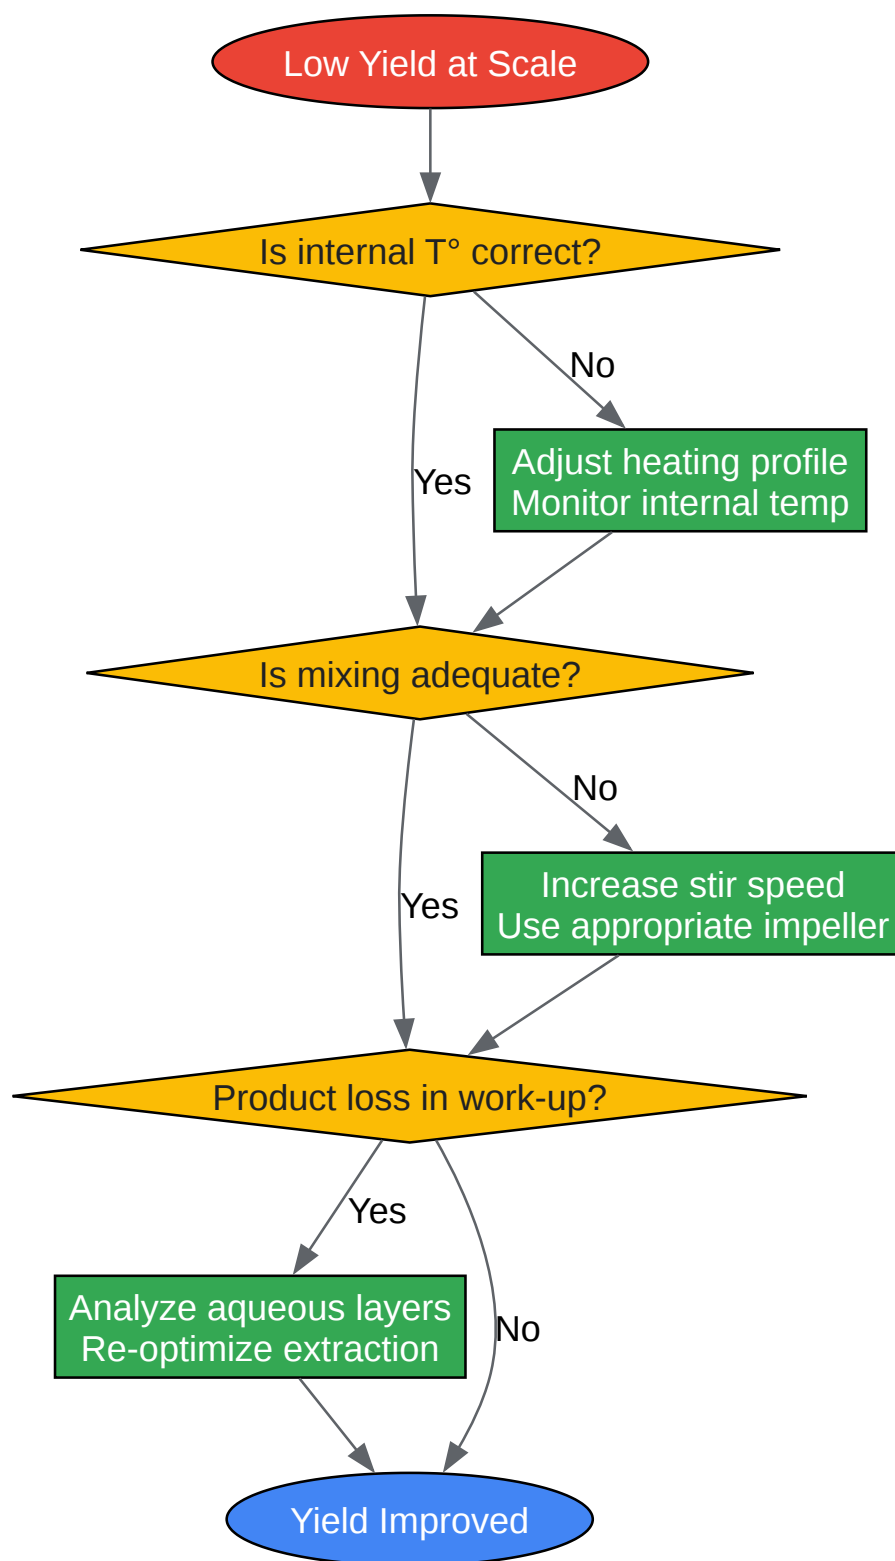 Low Yield at Scale
Is internal T° correct?
No
Adjust heating profile
Monitor internal temp
Yes
Is mixing adequate?
No
Increase stir speed
Use appropriate impeller
Yes
Product loss in work-up?
Yes
Analyze aqueous layers
Re-optimize extraction
No
Yield Improved